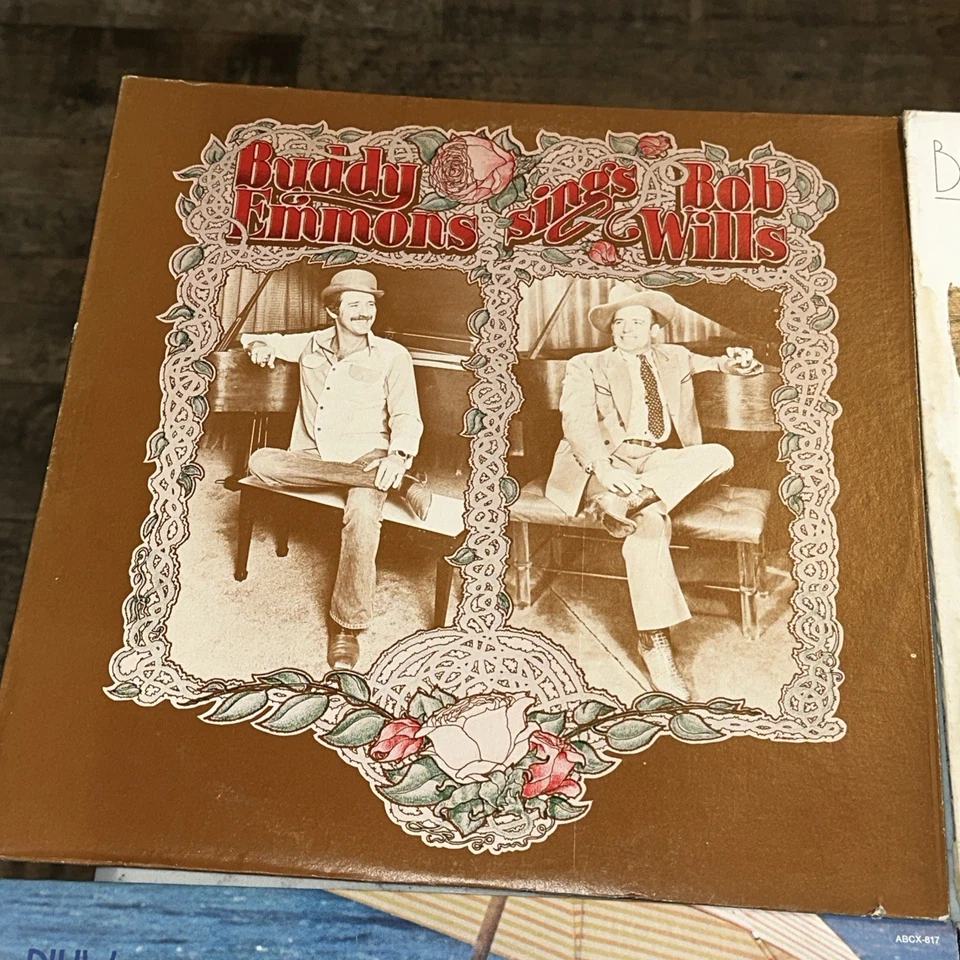 Buddy
Emmons
sings
Bob
Wills
B
ABCX-817